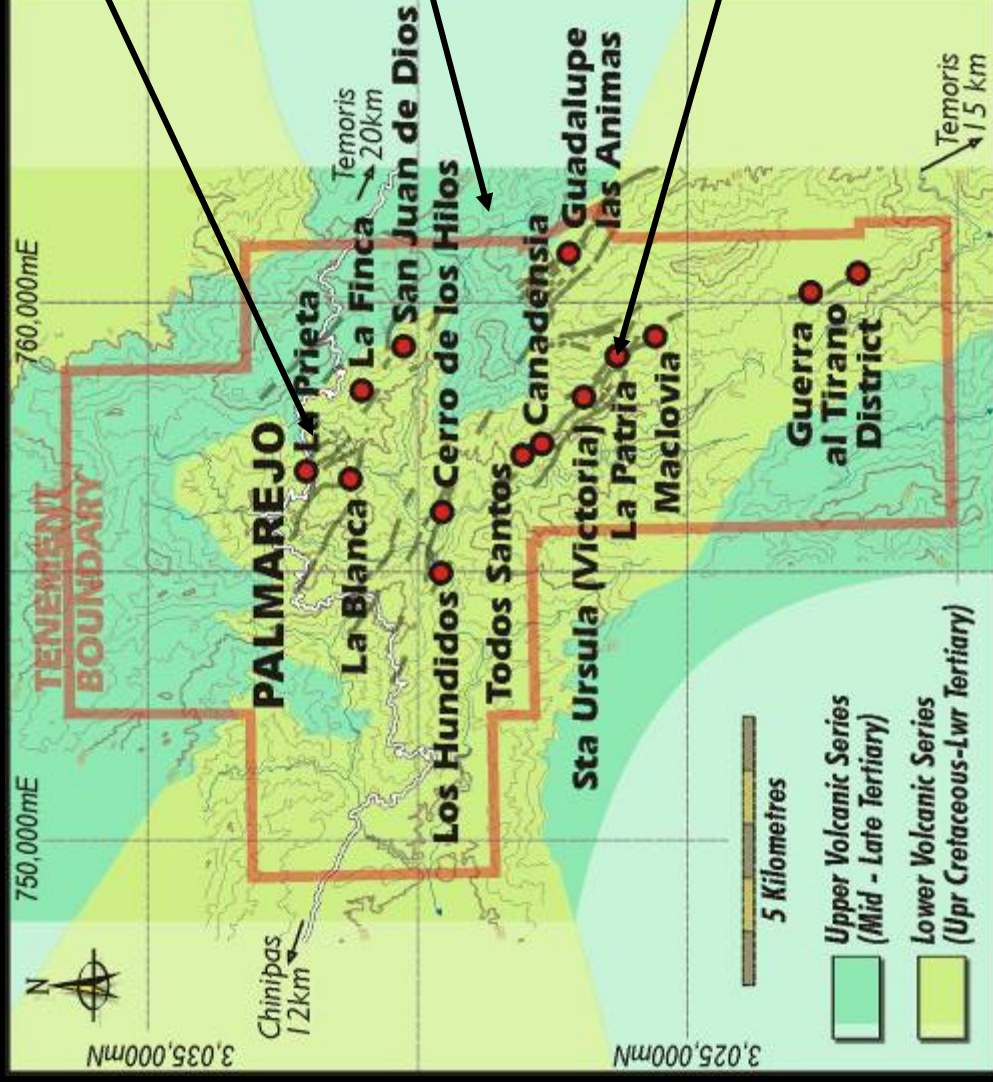 N
750,000mE
760,000mE
3,035,000mN
3,025,000mN
TENEMENT
BOUNDARY
Chinipas
12km
Temoris
20km
PALMAREJO
La Prieta
La Finca
La Blanca
San Juan de Dios
Cerro de los Hilos
Los Hundidos
Todos Santos
Canadensia
Guadalupe
las Animas
Sta Ursula (Victoria)
La Patria
Maclovia
Guerra
al Tirano
District
Temoris
15 km
5 Kilometres
Upper Volcanic Series
(Mid - Late Tertiary)
Lower Volcanic Series
(Upr Cretaceous-Lwr Tertiary)